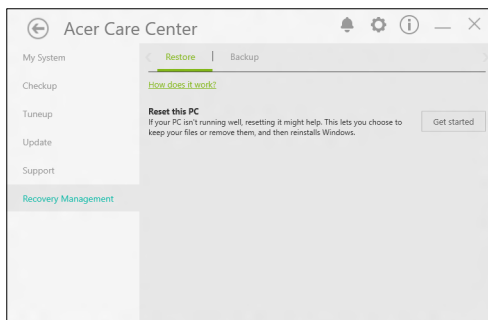 Acer Care Center
My System
Checkup
Tuneup
Update
Support
Recovery Management
Restore | Backup
How does it work?
Reset this PC
If your PC isn't running well, resetting it might help. This lets you choose to
keep your files or remove them, and then reinstalls Windows.
Get started